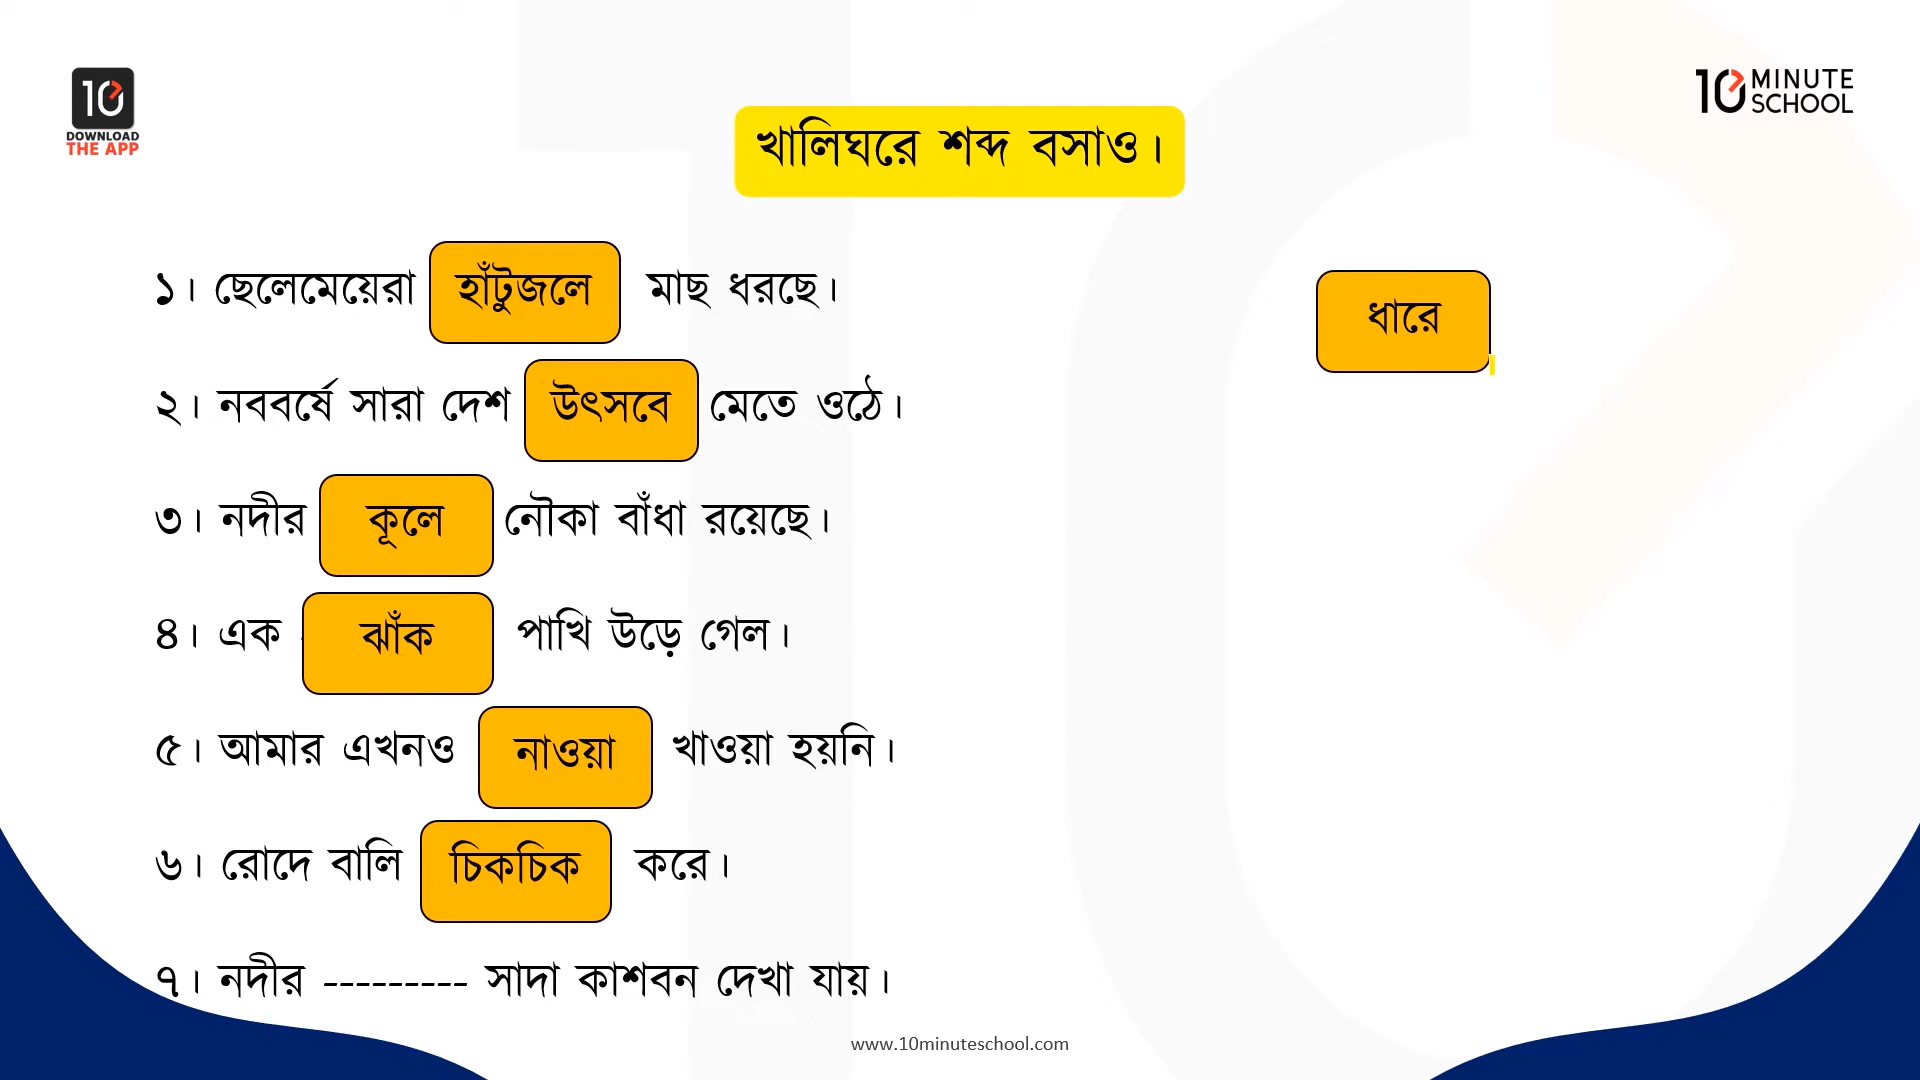 10
DOWNLOAD
THE APP
10 MINUTE
SCHOOL
খালিঘরে শব্দ বসাও।
১। ছেলেমেয়েরা হাঁটুজলে মাছ ধরছে।
ধারে
২। নববর্ষে সারা দেশ উৎসবে মেতে ওঠে।
৩। নদীর কূলে নৌকা বাঁধা রয়েছে।
৪। এক ঝাঁক পাখি উড়ে গেল।
৫। আমার এখনও নাওয়া খাওয়া হয়নি।
৬। রোদে বালি চিকচিক করে।
৭। নদীর --------- সাদা কাশবন দেখা যায়।
www.10minuteschool.com